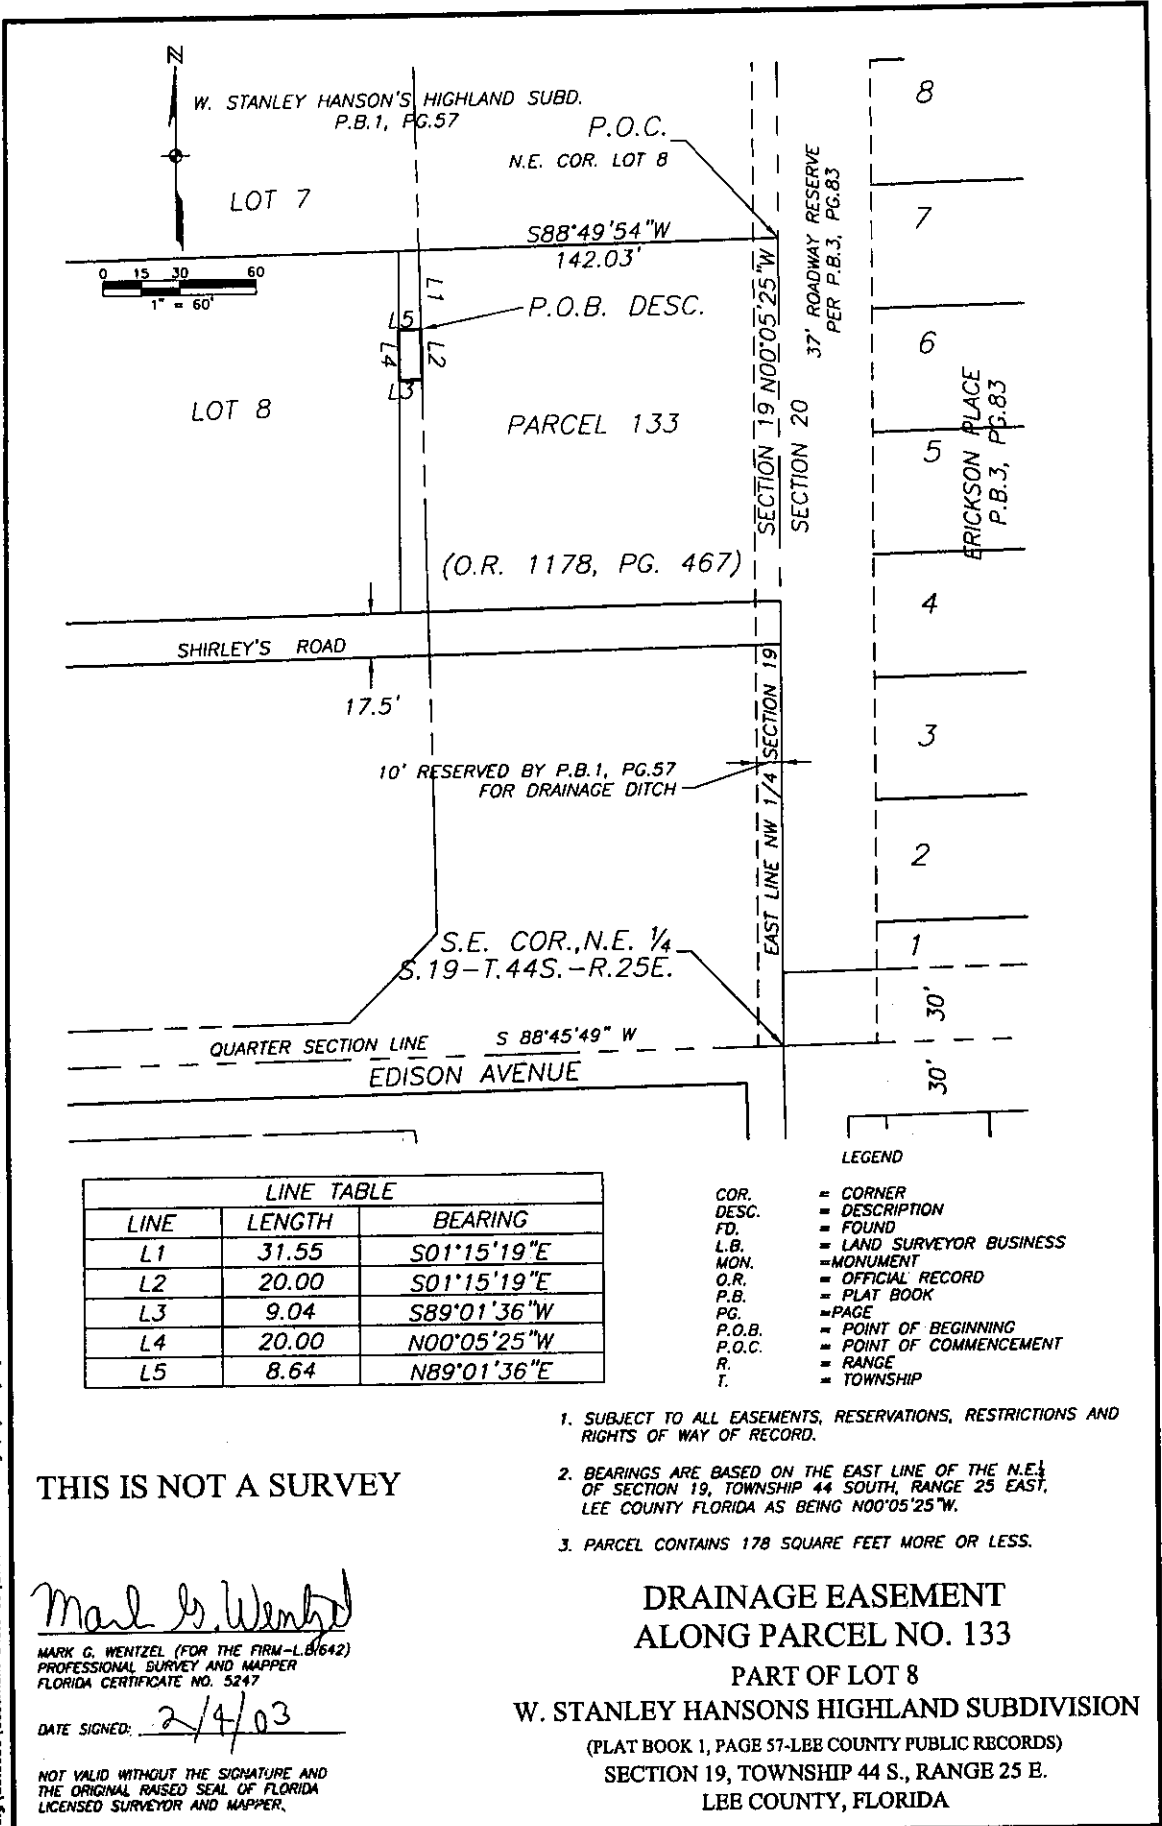 N
W. STANLEY HANSON'S HIGHLAND SUBD.
P.B.1, PG.57
P.O.C.
N.E. COR. LOT 8
LOT 7
S88°49'54"W
142.03'
0 15 30 60
1" = 60'
L1
P.O.B. DESC.
L5
L4
L2
L3
LOT 8
PARCEL 133
(O.R. 1178, PG. 467)
SECTION 19 N00°05'25"W
SECTION 20
37' ROADWAY RESERVE
PER P.B.3, PG.83
8
7
6
5
4
3
2
1
ERICKSON PLACE
P.B.3, PG.83
SHIRLEY'S ROAD
17.5'
10' RESERVED BY P.B.1, PG.57
FOR DRAINAGE DITCH
EAST LINE NW 1/4 SECTION 19
S.E. COR.,N.E. 1/4
S.19-T.44S.-R.25E.
30'
30'
QUARTER SECTION LINE S 88°45'49" W
EDISON AVENUE
LINE TABLE
LINE LENGTH BEARING
L1 31.55 S01°15'19"E
L2 20.00 S01°15'19"E
L3 9.04 S89°01'36"W
L4 20.00 N00°05'25"W
L5 8.64 N89°01'36"E
LEGEND
COR. = CORNER
DESC. = DESCRIPTION
FD. = FOUND
L.B. = LAND SURVEYOR BUSINESS
MON. =MONUMENT
O.R. = OFFICIAL RECORD
P.B. = PLAT BOOK
PG. =PAGE
P.O.B. = POINT OF BEGINNING
P.O.C. = POINT OF COMMENCEMENT
R. = RANGE
T. = TOWNSHIP
1. SUBJECT TO ALL EASEMENTS, RESERVATIONS, RESTRICTIONS AND
RIGHTS OF WAY OF RECORD.
2. BEARINGS ARE BASED ON THE EAST LINE OF THE N.E.¼
OF SECTION 19, TOWNSHIP 44 SOUTH, RANGE 25 EAST,
LEE COUNTY FLORIDA AS BEING N00°05'25"W.
3. PARCEL CONTAINS 178 SQUARE FEET MORE OR LESS.
THIS IS NOT A SURVEY
Mark G. Wentzel
MARK G. WENTZEL (FOR THE FIRM-L.B.642)
PROFESSIONAL SURVEY AND MAPPER
FLORIDA CERTIFICATE NO. 5247
DATE SIGNED: 2/4/03
NOT VALID WITHOUT THE SIGNATURE AND
THE ORIGINAL RAISED SEAL OF FLORIDA
LICENSED SURVEYOR AND MAPPER.
DRAINAGE EASEMENT
ALONG PARCEL NO. 133
PART OF LOT 8
W. STANLEY HANSONS HIGHLAND SUBDIVISION
(PLAT BOOK 1, PAGE 57-LEE COUNTY PUBLIC RECORDS)
SECTION 19, TOWNSHIP 44 S., RANGE 25 E.
LEE COUNTY, FLORIDA